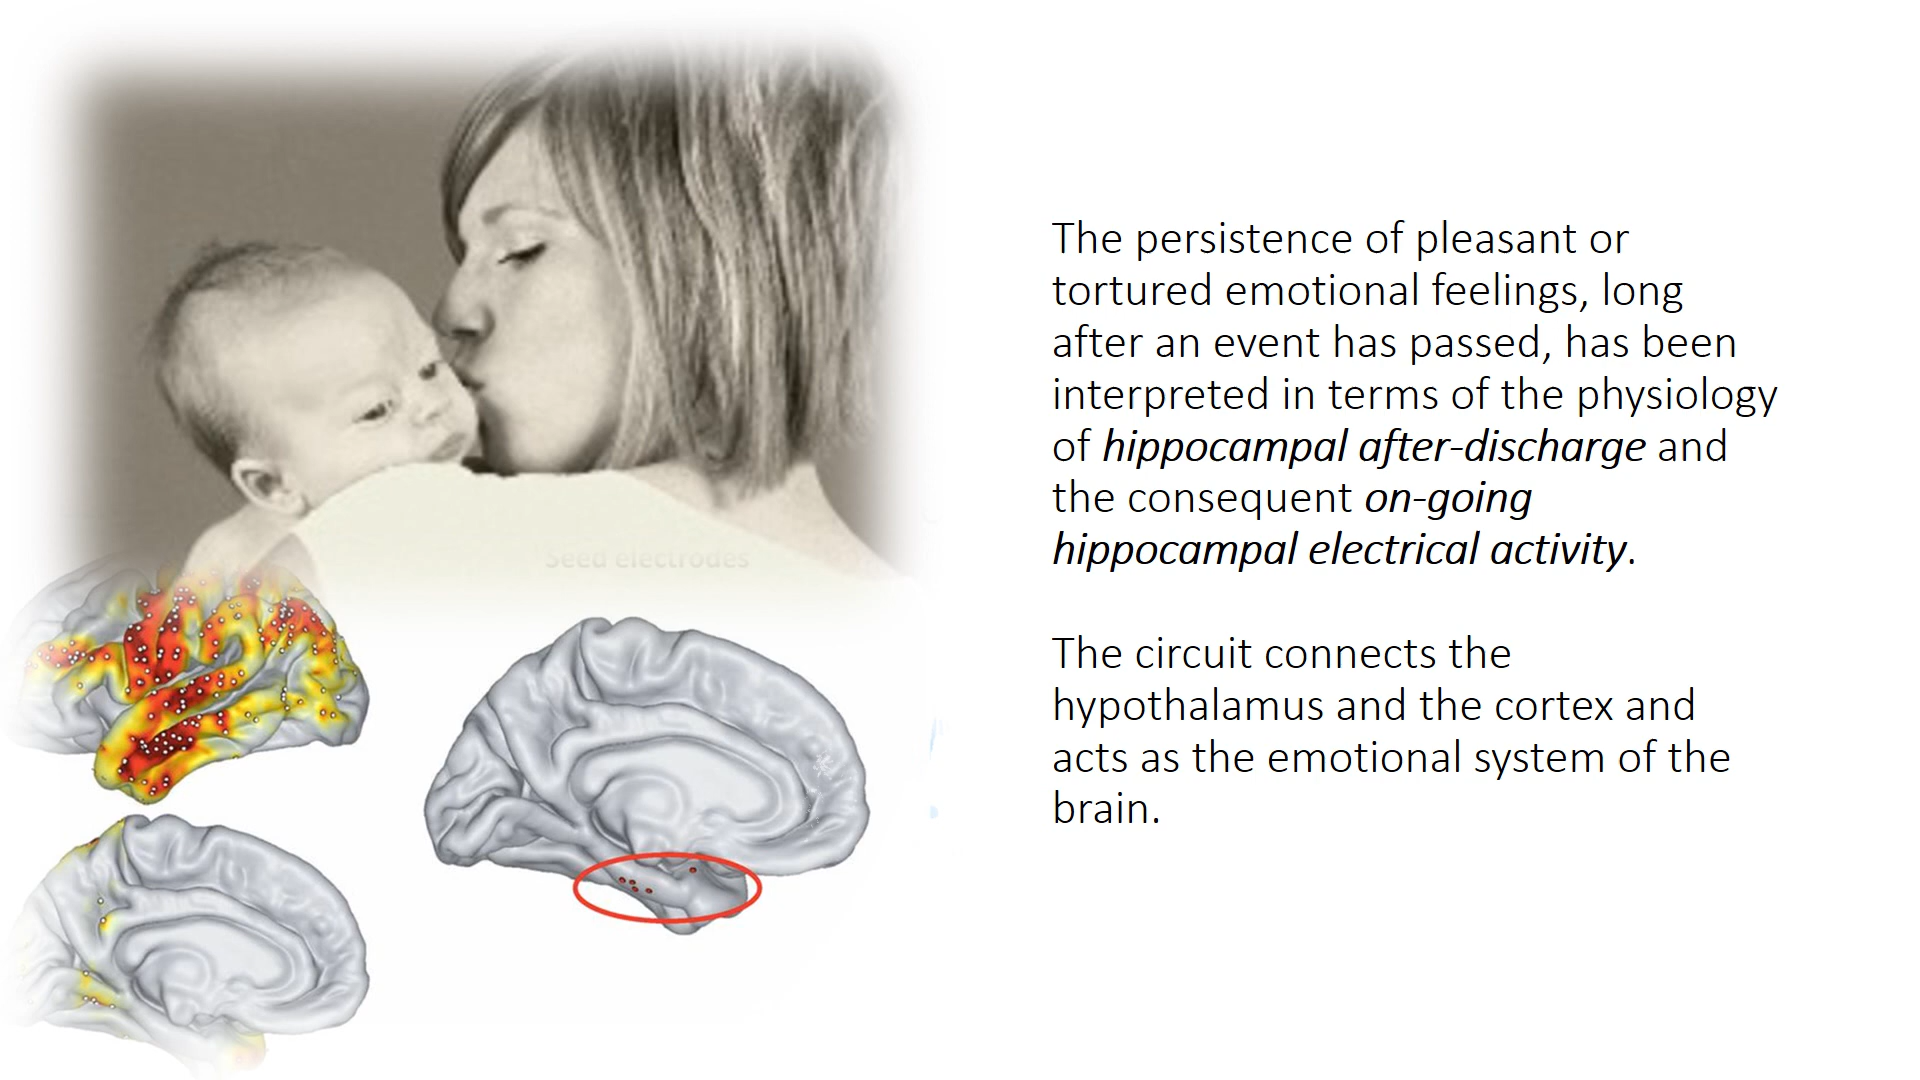 Seed electrodes
The persistence of pleasant or
tortured emotional feelings, long
after an event has passed, has been
interpreted in terms of the physiology
of hippocampal after-discharge and
the consequent on-going
hippocampal electrical activity.
The circuit connects the
hypothalamus and the cortex and
acts as the emotional system of the
brain.